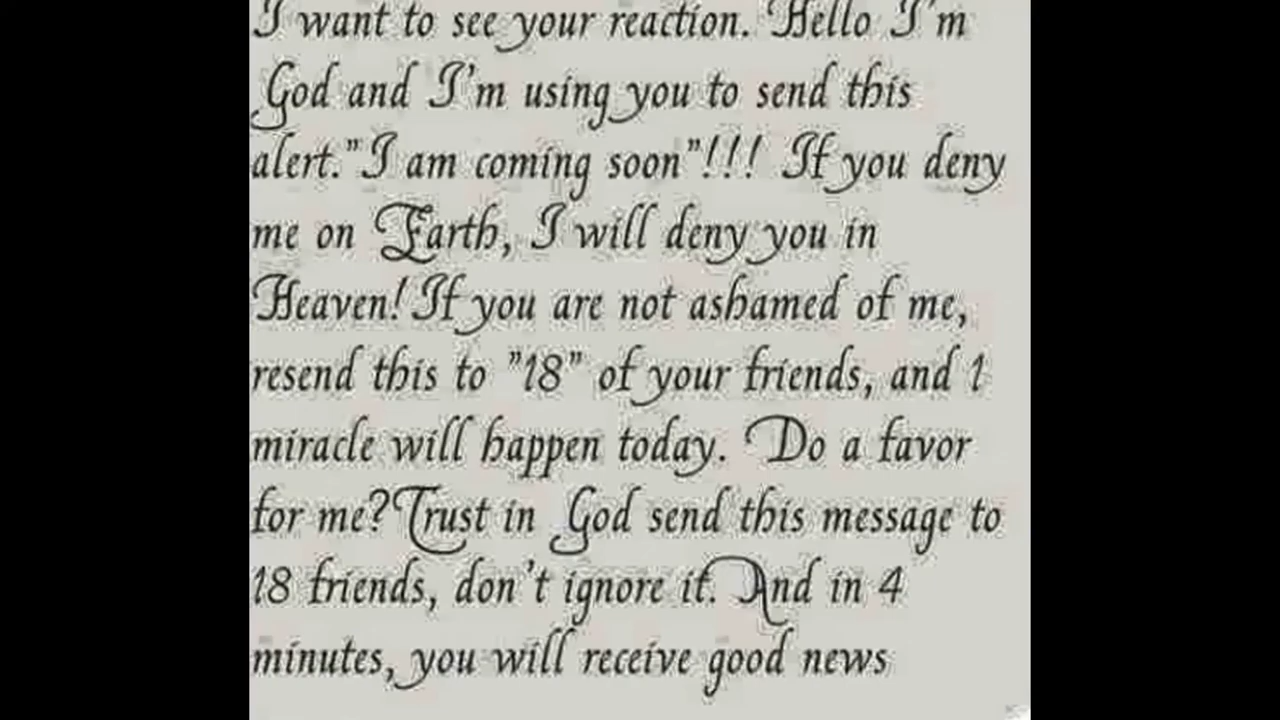 I want to see your reaction. Hello I'm
God and I'm using you to send this
alert."I am coming soon"!!! If you deny
me on Earth, I will deny you in
Heaven! If you are not ashamed of me,
resend this to "18" of your friends, and 1
miracle will happen today. Do a favor
for me? Trust in God send this message to
18 friends, don't ignore it. And in 4
minutes, you will receive good news